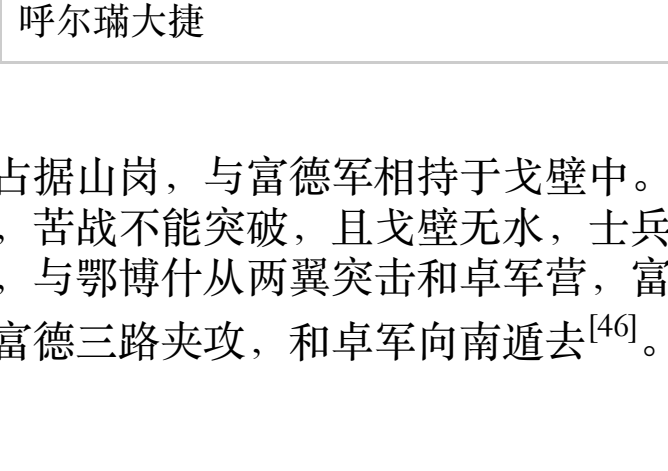 呼尔璊大捷
占据山岗，与富德军相持于戈壁中。
，苦战不能突破，且戈壁无水，士兵
，与鄂博什从两翼突击和卓军营，富
富德三路夹攻，和卓军向南遁去[46]。